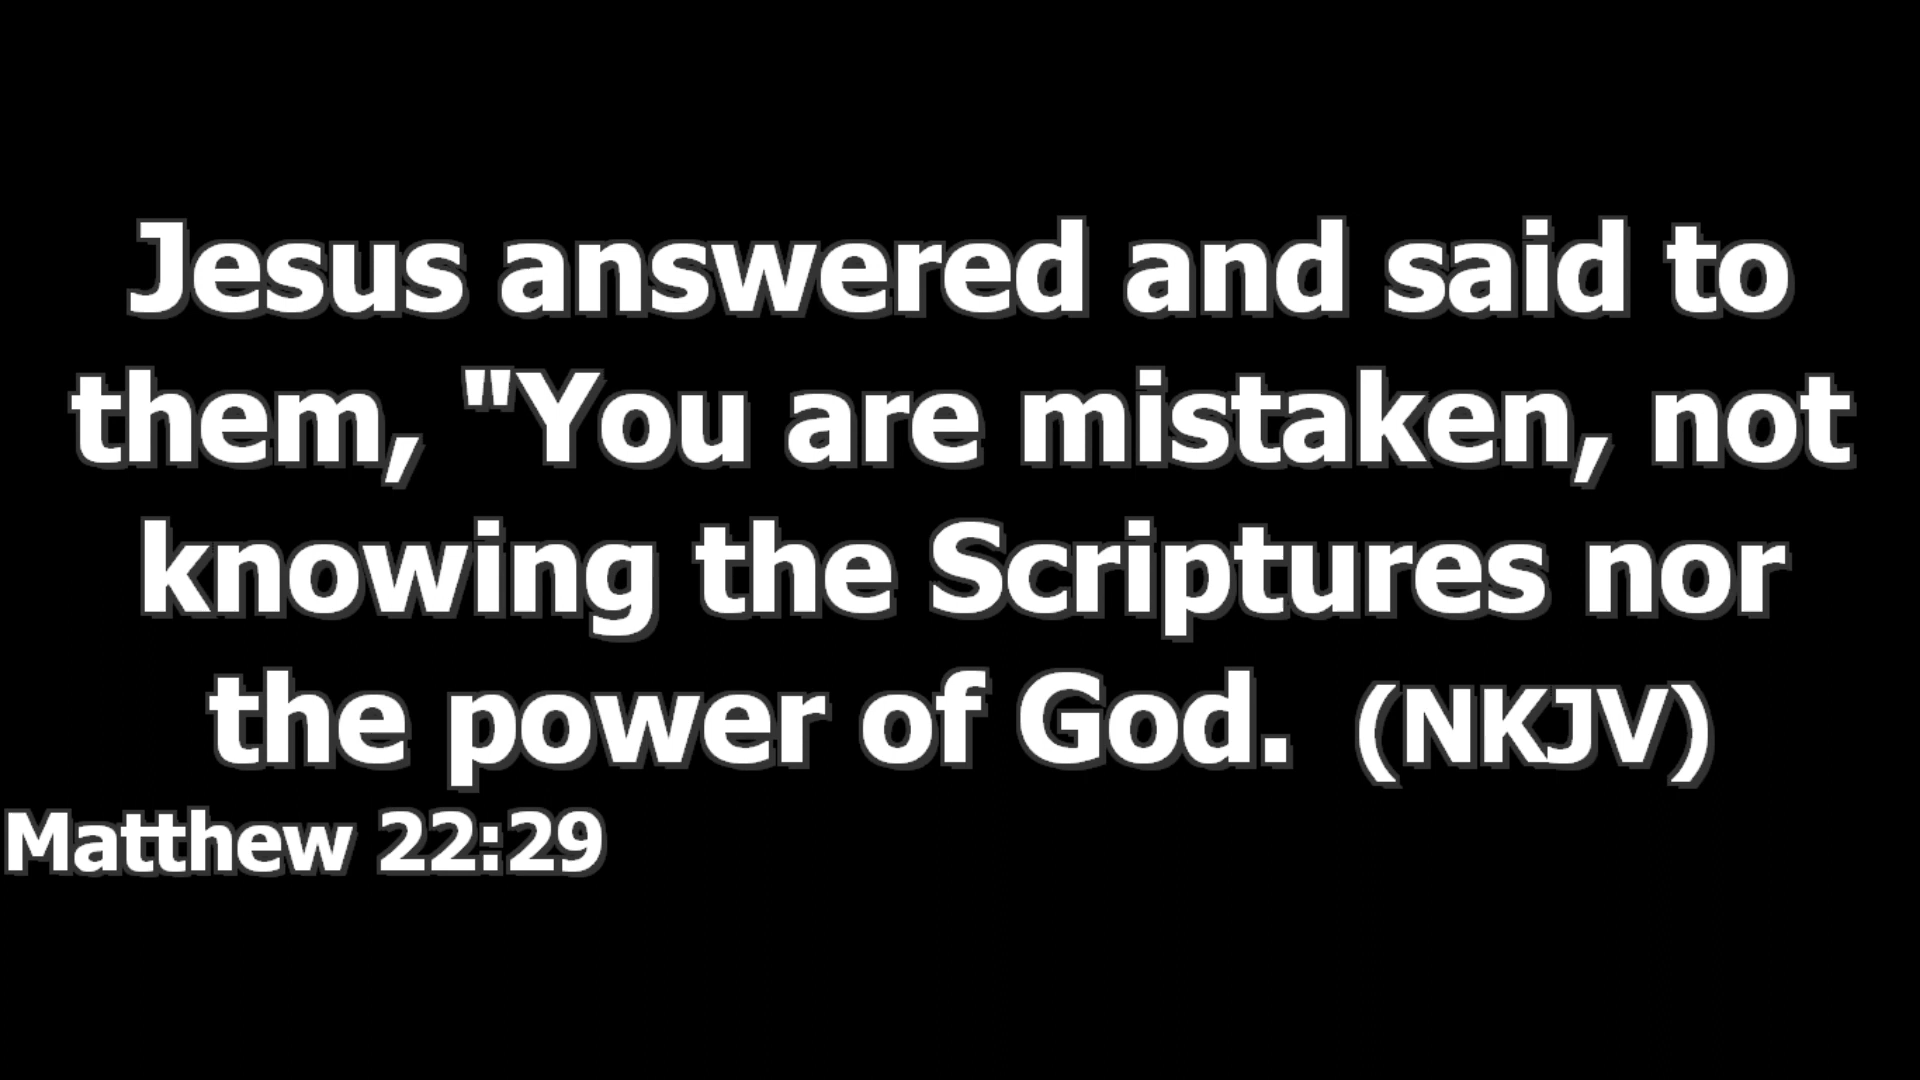 Jesus answered and said to
them, "You are mistaken, not
knowing the Scriptures nor
the power of God.  (NKJV)
Matthew 22:29